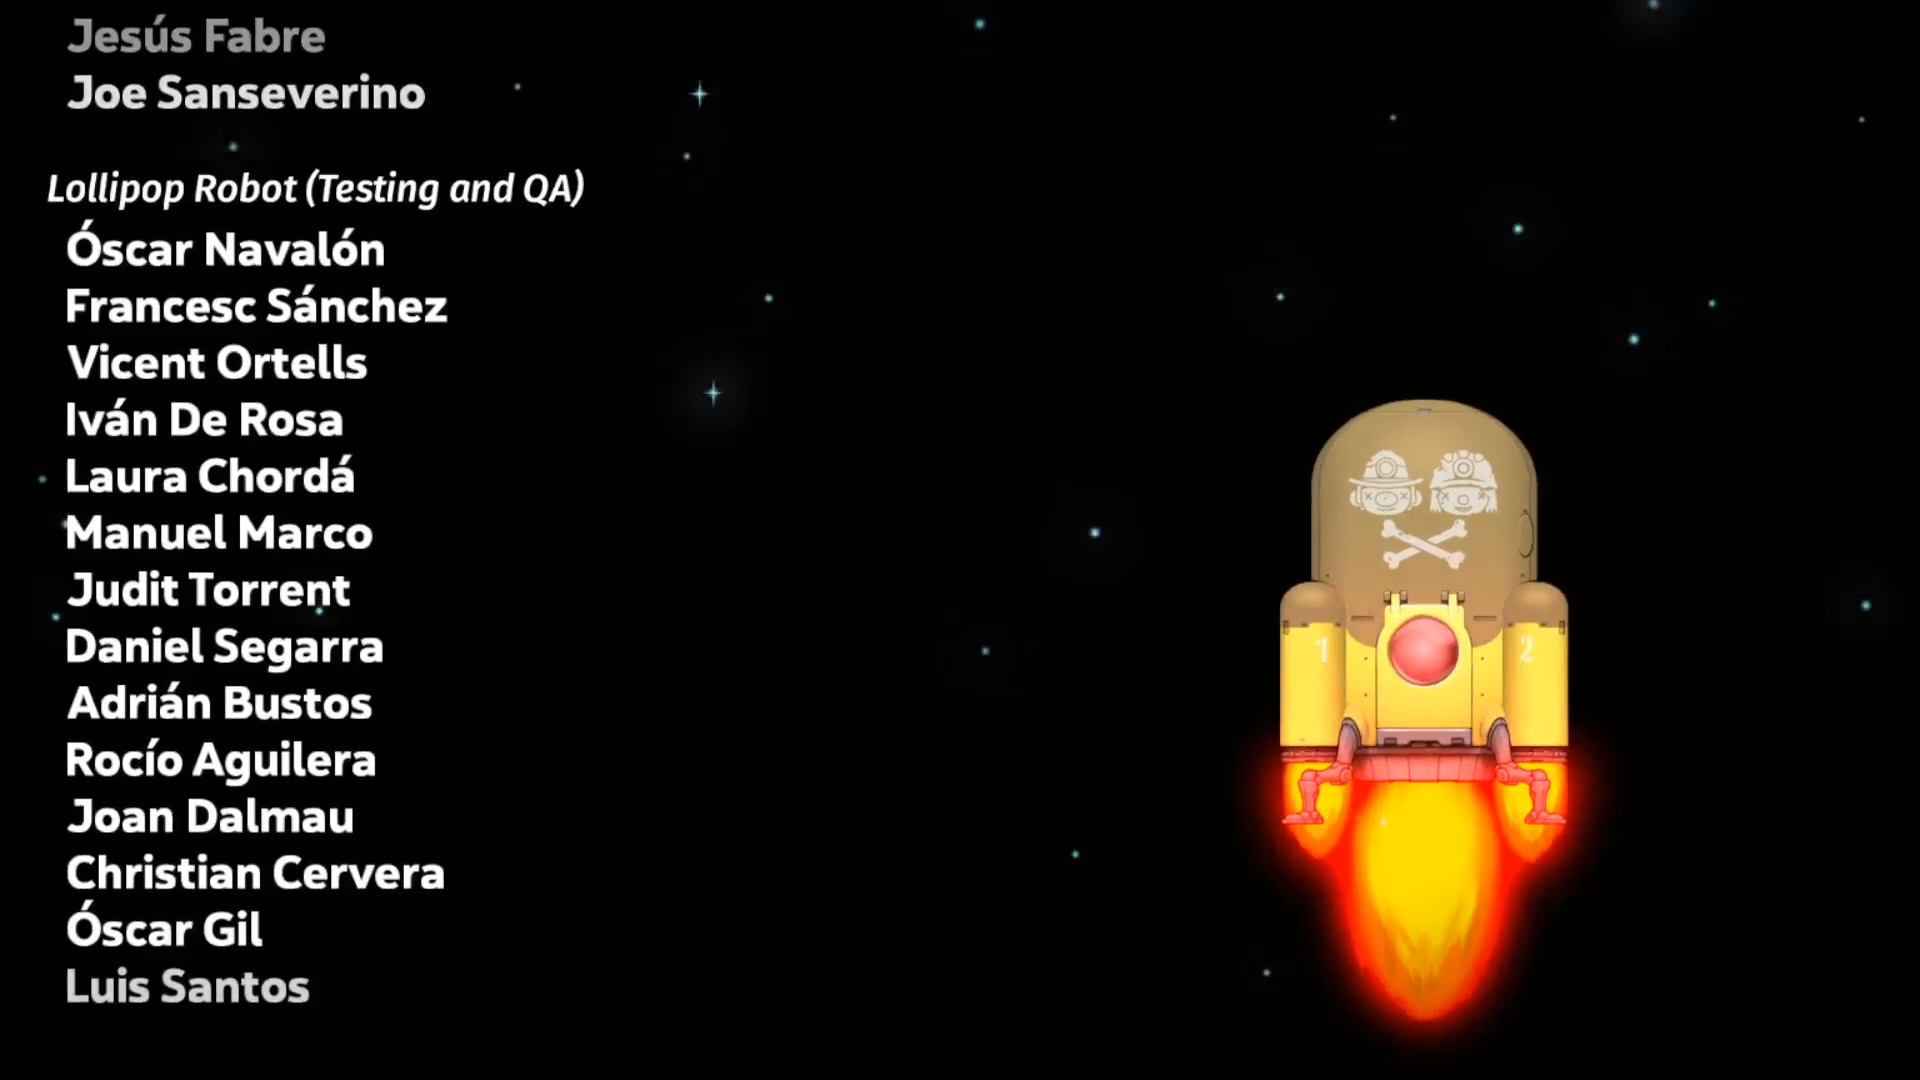 Jesús Fabre
Joe Sanseverino
Lollipop Robot (Testing and QA)
Óscar Navalón
Francesc Sánchez
Vicent Ortells
Iván De Rosa
Laura Chordá
Manuel Marco
Judit Torrent
Daniel Segarra
Adrián Bustos
Rocío Aguilera
Joan Dalmau
Christian Cervera
Óscar Gil
Luis Santos
1 2